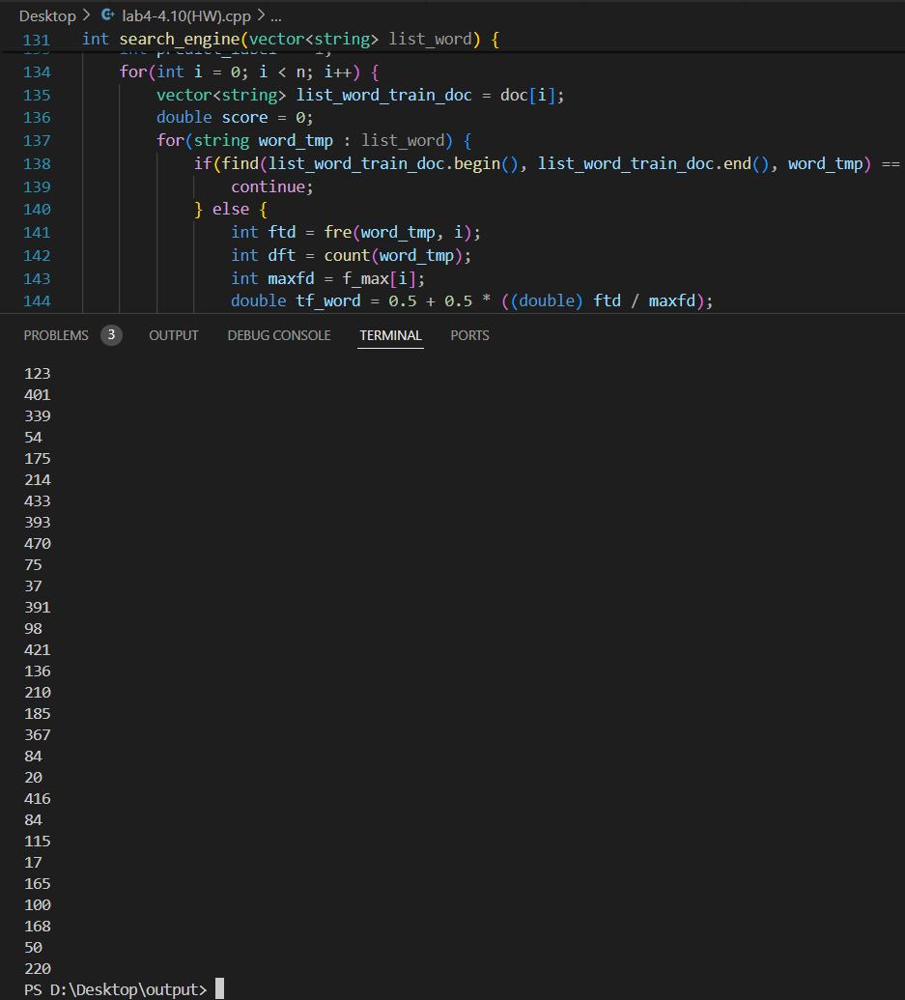 Desktop > lab4-4.10(HW).cpp > ...
131 int search_engine(vector<string> list_word) {
134 for(int i = 0; i < n; i++) {
135 vector<string> list_word_train_doc = doc[i];
136 double score = 0;
137 for(string word_tmp : list_word) {
138 if(find(list_word_train_doc.begin(), list_word_train_doc.end(), word_tmp) ==
139 continue;
140 } else {
141 int ftd = fre(word_tmp, i);
142 int dft = count(word_tmp);
143 int maxfd = f_max[i];
144 double tf_word = 0.5 + 0.5 * ((double) ftd / maxfd);
PROBLEMS 3 OUTPUT DEBUG CONSOLE TERMINAL PORTS
123
401
339
54
175
214
433
393
470
75
37
391
98
421
136
210
185
367
84
20
416
84
115
17
165
100
168
50
220
PS D:\Desktop\output>